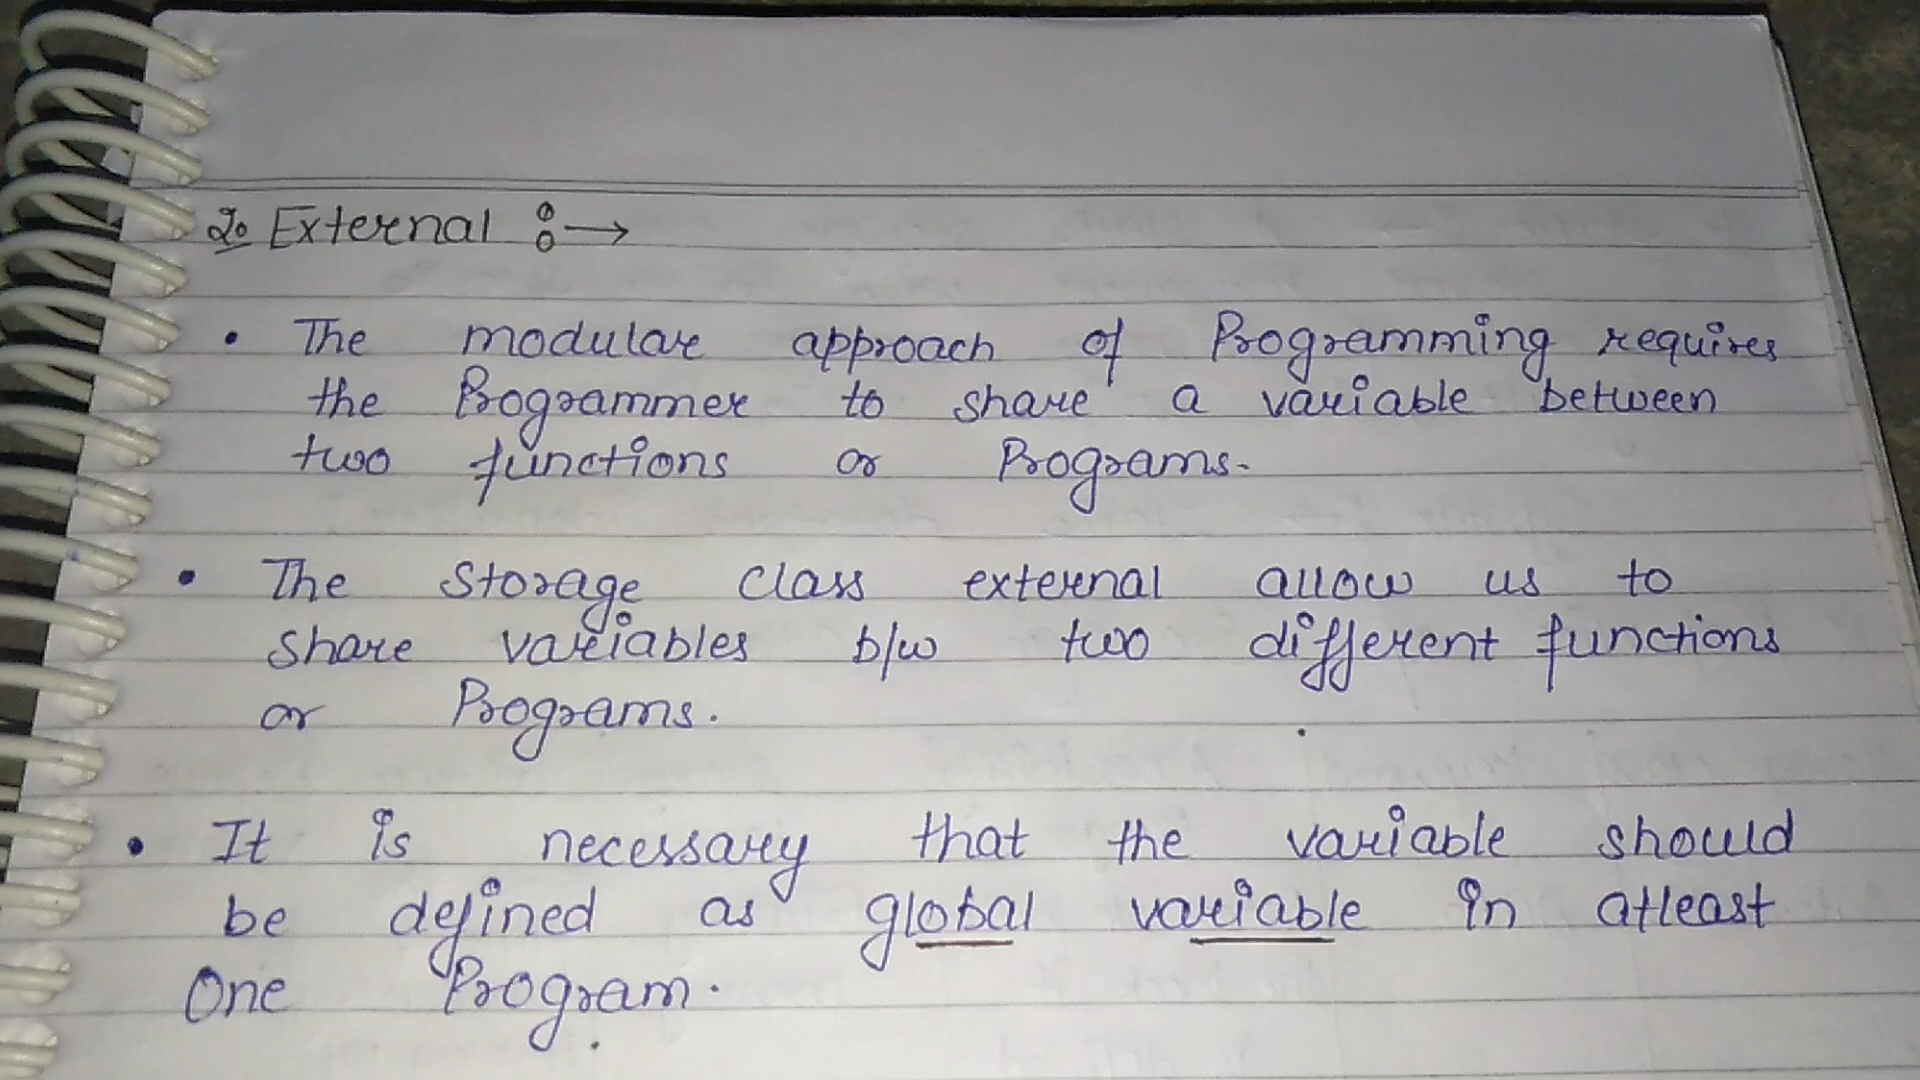 2. External :→
• The modular approach of Programming requires
the Programmer to share a variable between
two functions or Programs.
• The Storage class external allow us to
share variables b/w two different functions
or Programs.
• It is necessary that the variable should
be defined as global variable in atleast
One Program.